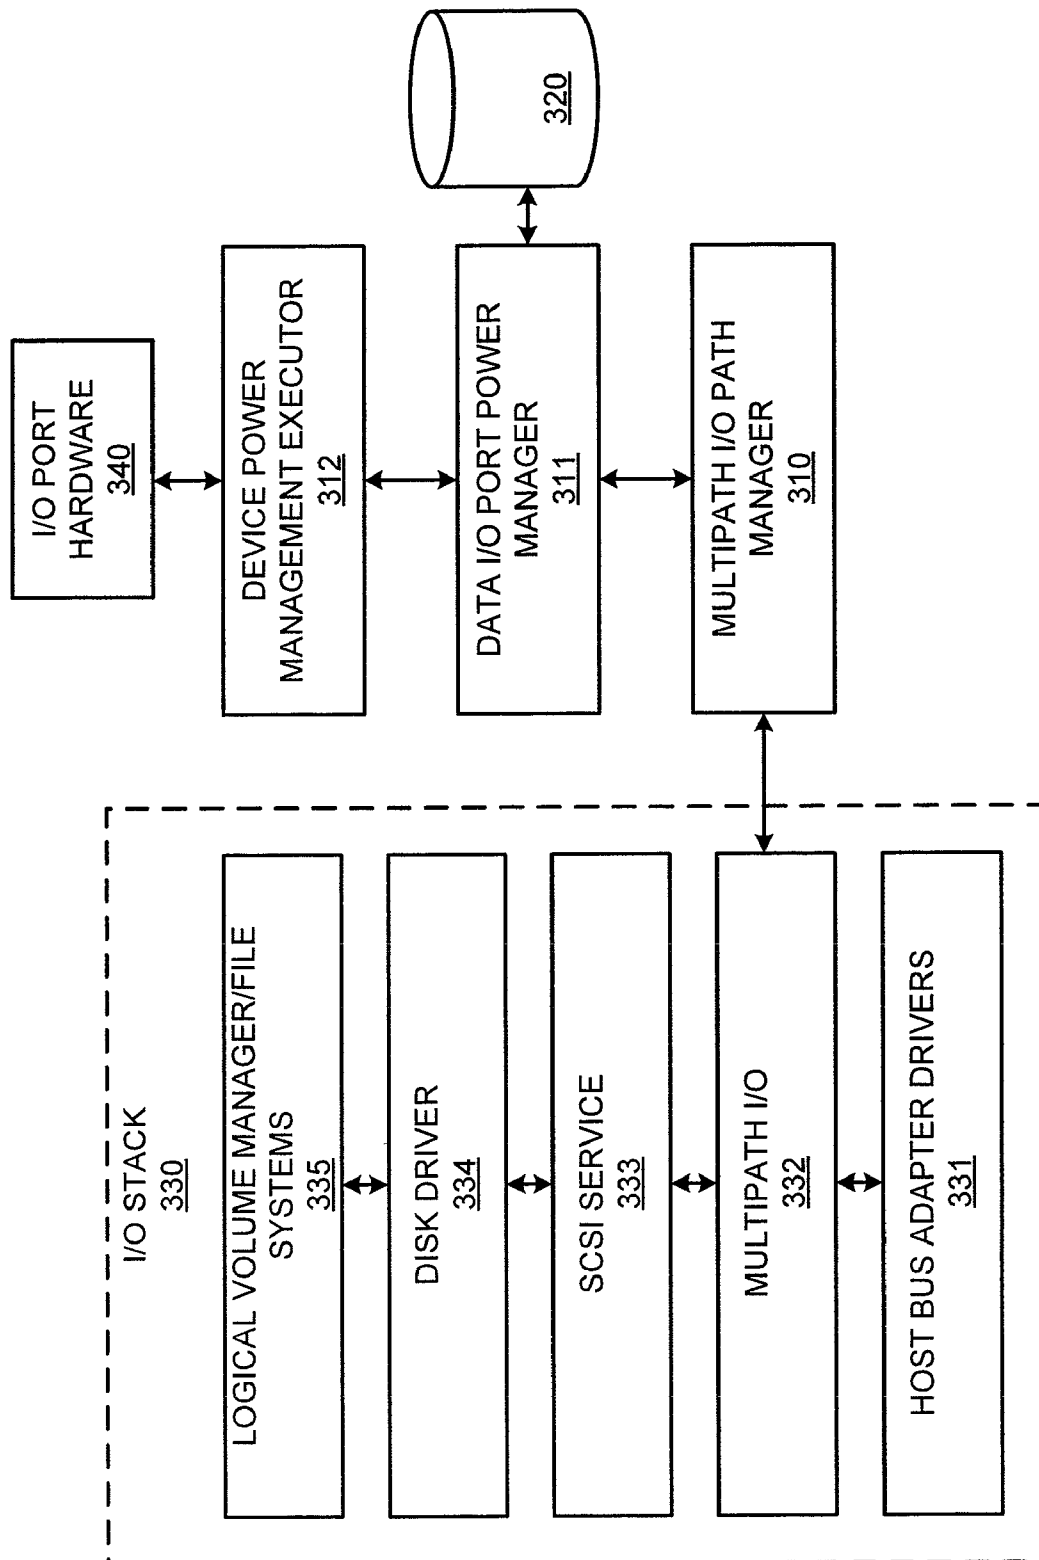 I/O STACK
330
LOGICAL VOLUME MANAGER/FILE
SYSTEMS
335
DISK DRIVER
334
SCSI SERVICE
333
MULTIPATH I/O
332
HOST BUS ADAPTER DRIVERS
331
I/O PORT
HARDWARE
340
DEVICE POWER
MANAGEMENT EXECUTOR
312
DATA I/O PORT POWER
MANAGER
311
MULTIPATH I/O PATH
MANAGER
310
320